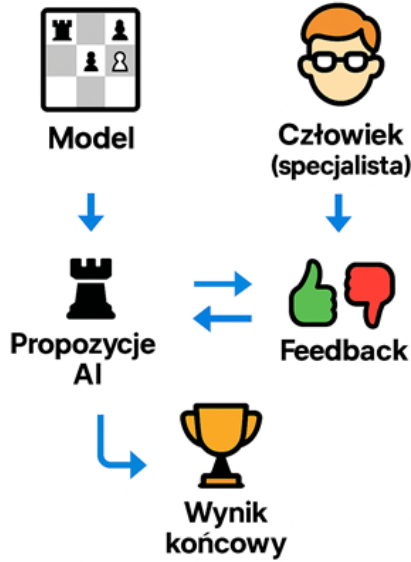 Model
Człowiek
(specjalista)
Propozycje
AI
Feedback
Wynik
końcowy